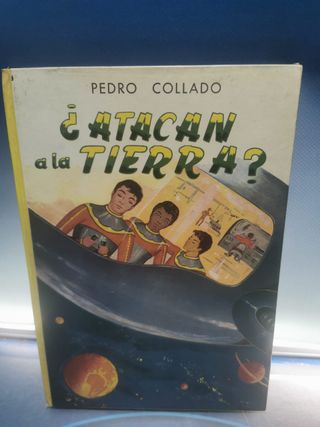 PEDRO COLLADO
¿ATACAN
a la TIERRA?